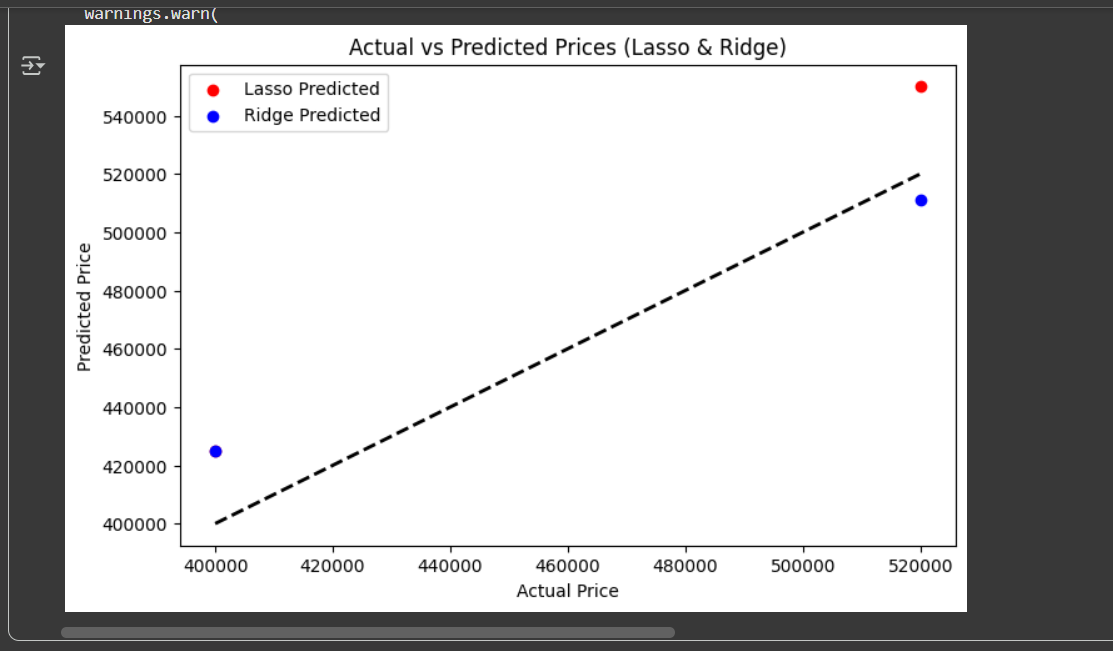 warnings.warn(
Actual vs Predicted Prices (Lasso & Ridge)
Lasso Predicted
Ridge Predicted
540000
520000
500000
480000
460000
440000
420000
400000
Predicted Price
400000 420000 440000 460000 480000 500000 520000
Actual Price